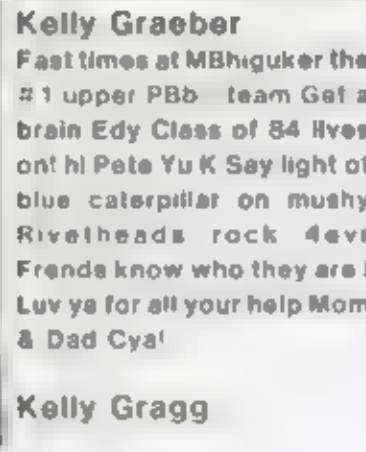 Kelly Graeber
Fast times at MBhiguker the
#1 upper PBb team Get a
brain Edy Class of 84 lives
ont hi Pete Yu K Say light of
blue caterpillar on mushy
Rivetheads rock 4eve
Frends know who they are
Luv ya for all your help Mom
& Dad Cya!
Kelly Gragg